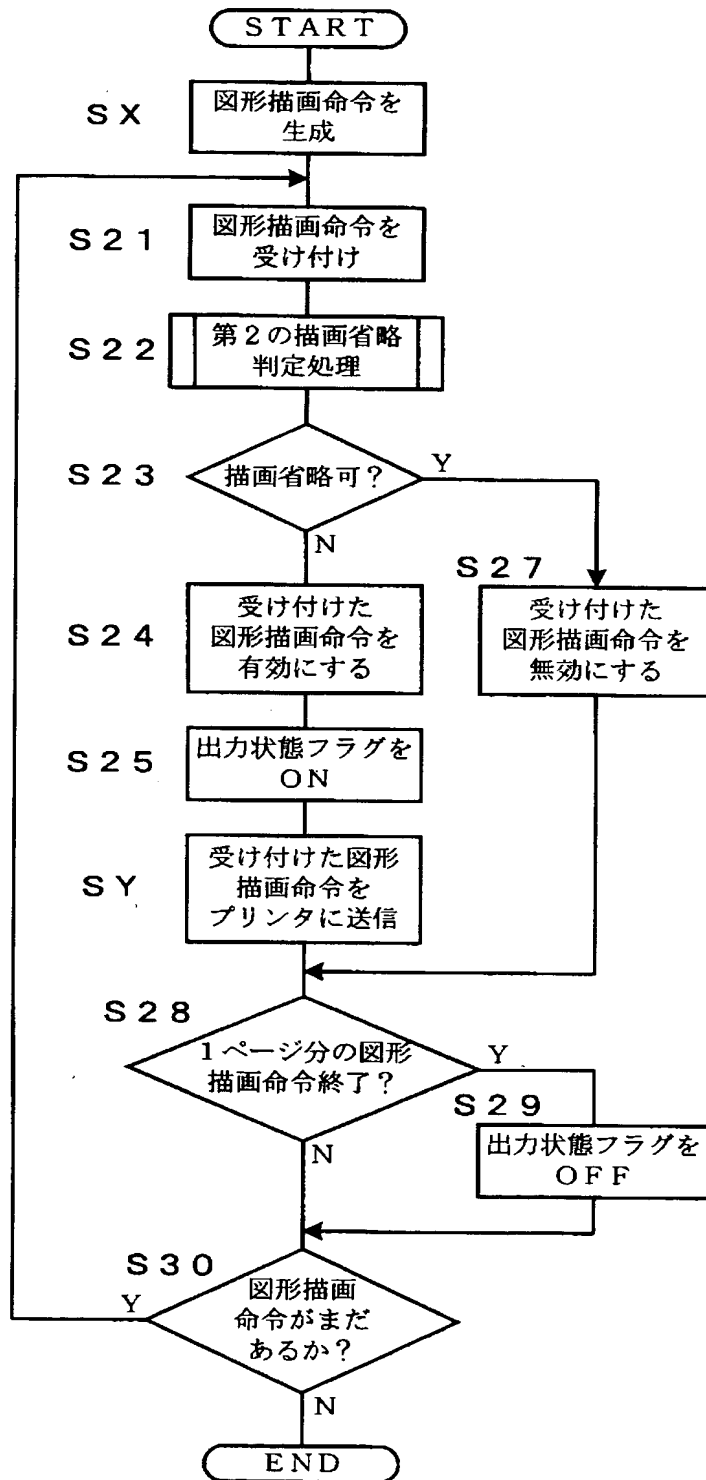 START
SX
図形描画命令を
生成
S21
図形描画命令を
受け付け
S22
第2の描画省略
判定処理
S23
描画省略可?
Y
N
S27
受け付けた
図形描画命令を
無効にする
S24
受け付けた
図形描画命令を
有効にする
S25
出力状態フラグを
ON
SY
受け付けた図形
描画命令を
プリンタに送信
S28
1ページ分の図形
描画命令終了?
Y
N
S29
出力状態フラグを
OFF
S30
図形描画
命令がまだ
あるか?
Y
N
END